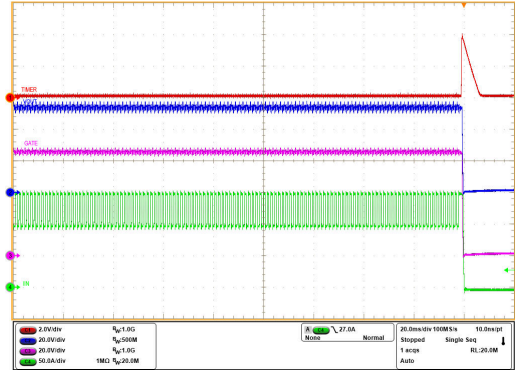 TIMER
VOUT
GATE
IIN
2.0V/div
20.0V/div
20.0V/div
50.0A/div
1MΩ
BW:1.0G
BW:500M
BW:1.0G
BW:20.0M
A
27.0A
None
Normal
20.0ms/div 100MS/s
10.0ns/pt
Stopped
Single Seq
1 acqs
RL:20.0M
Auto